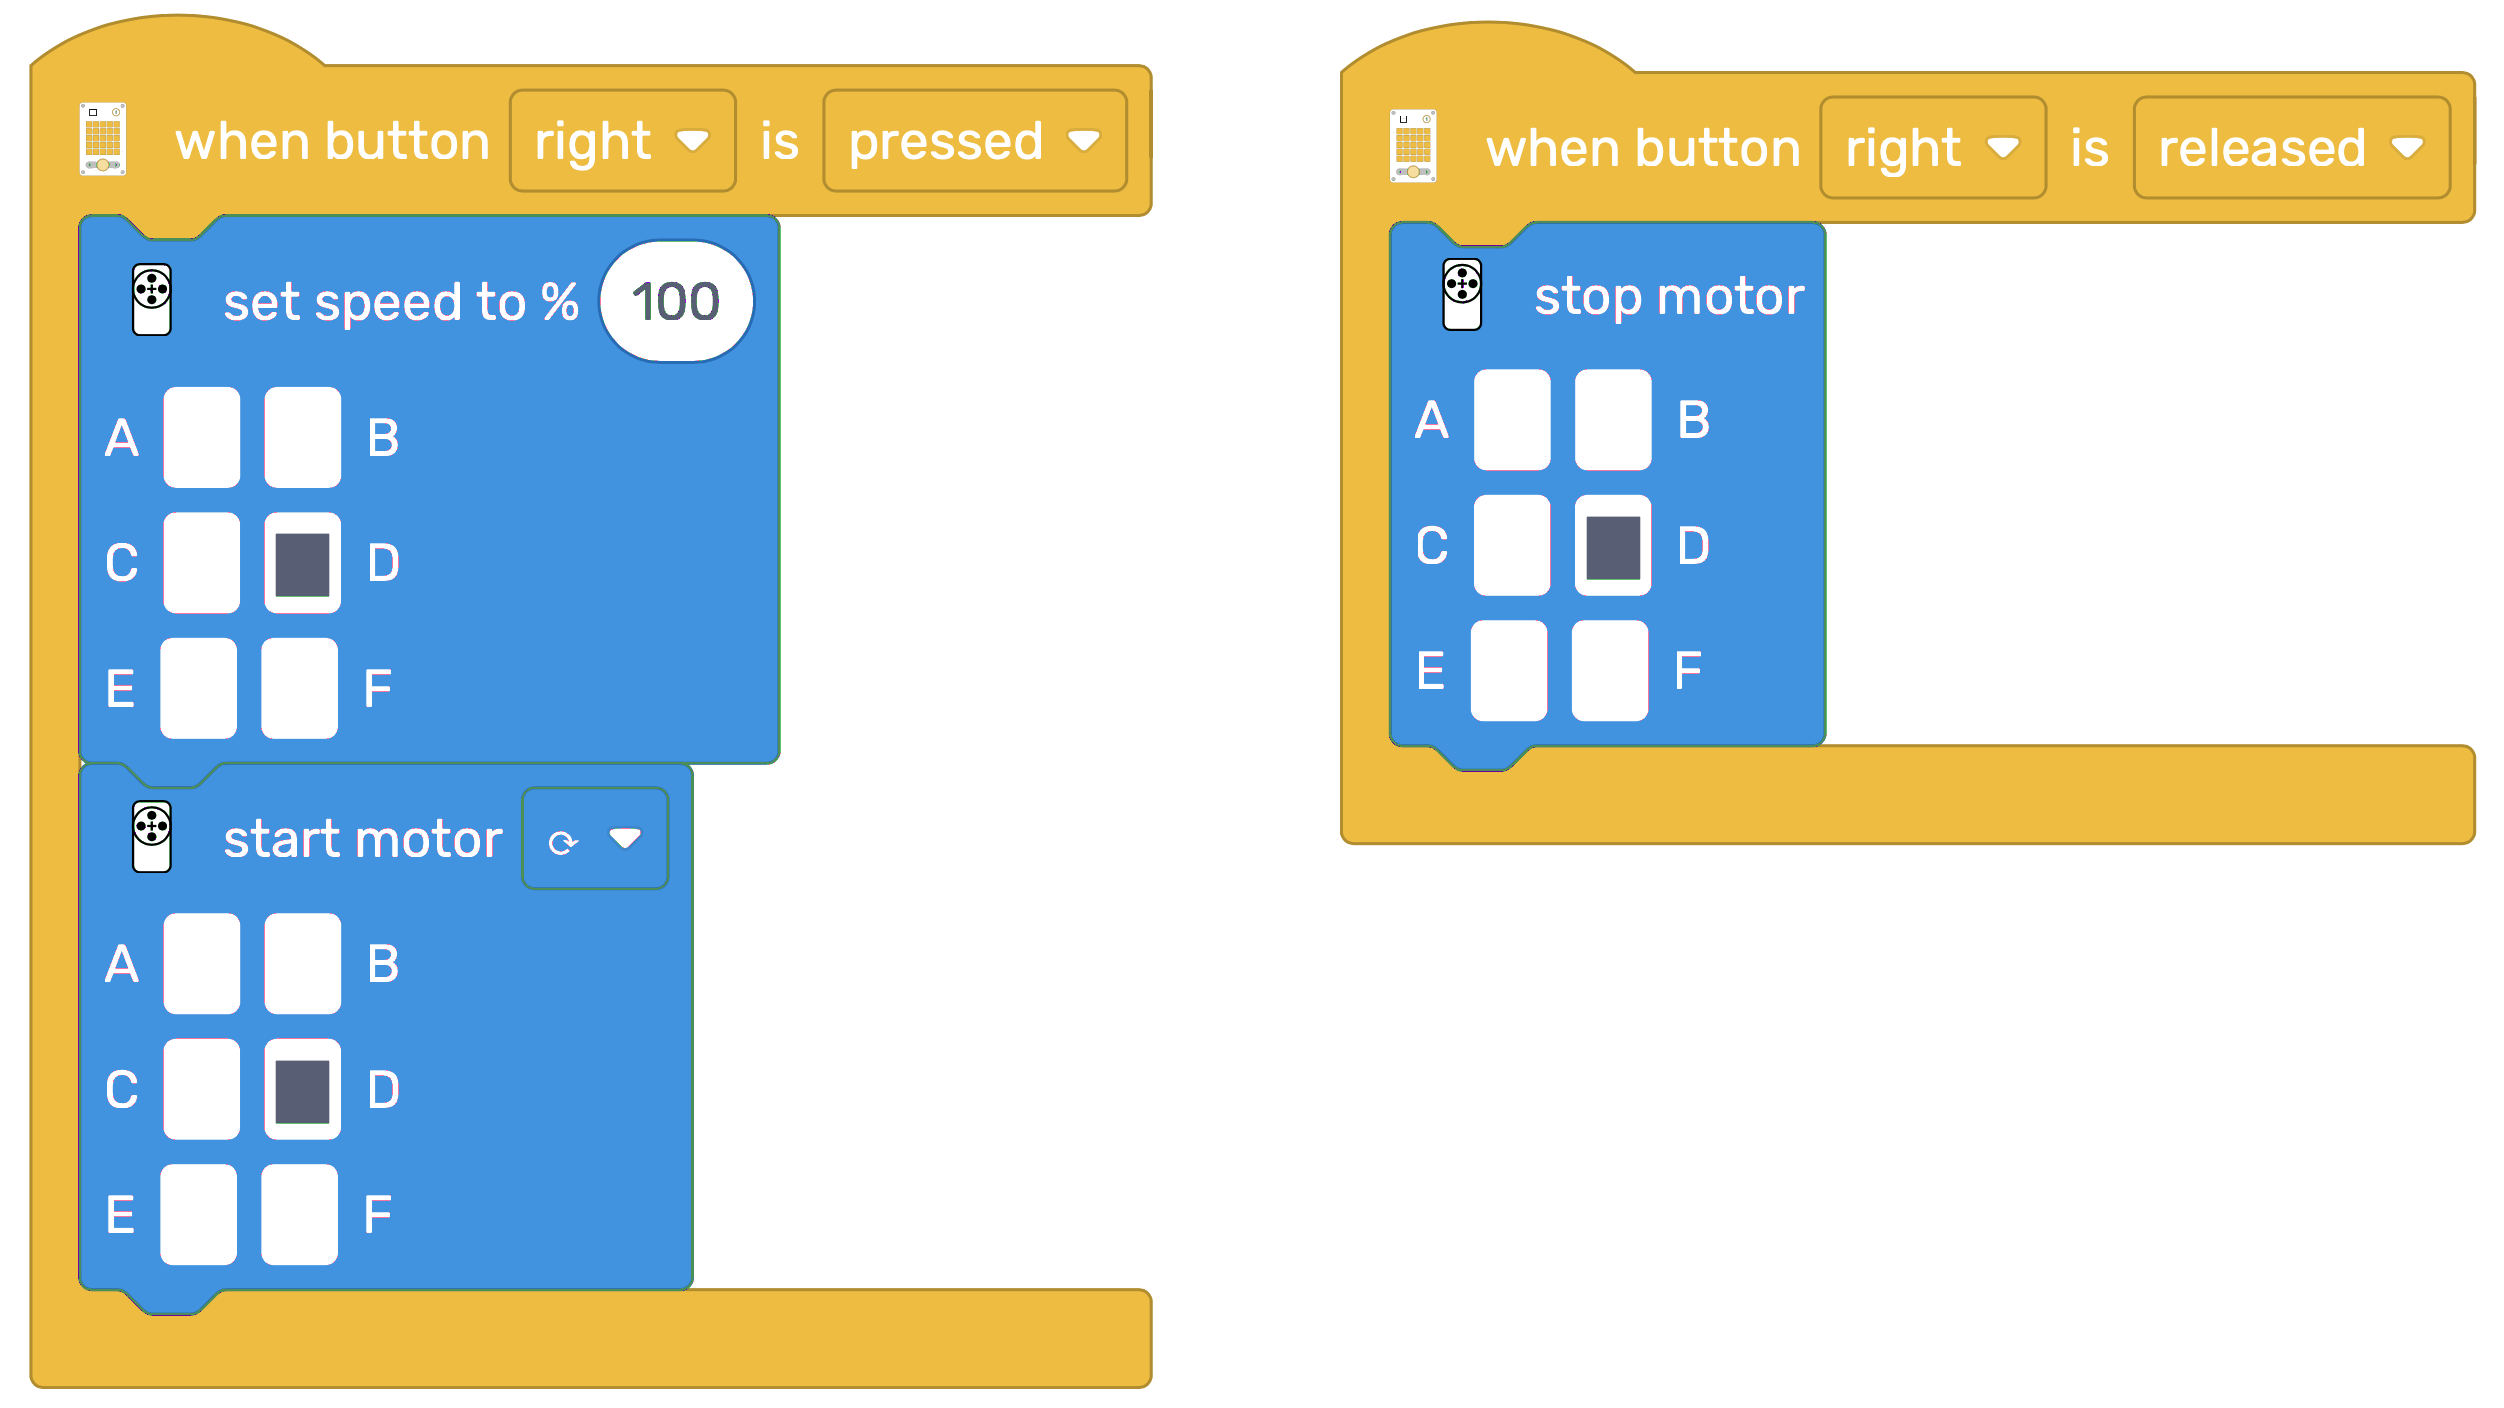 when button right is pressed
set speed to % 100
A B
C D
E F
start motor
A B
C D
E F
when button right is released
stop motor
A B
C D
E F